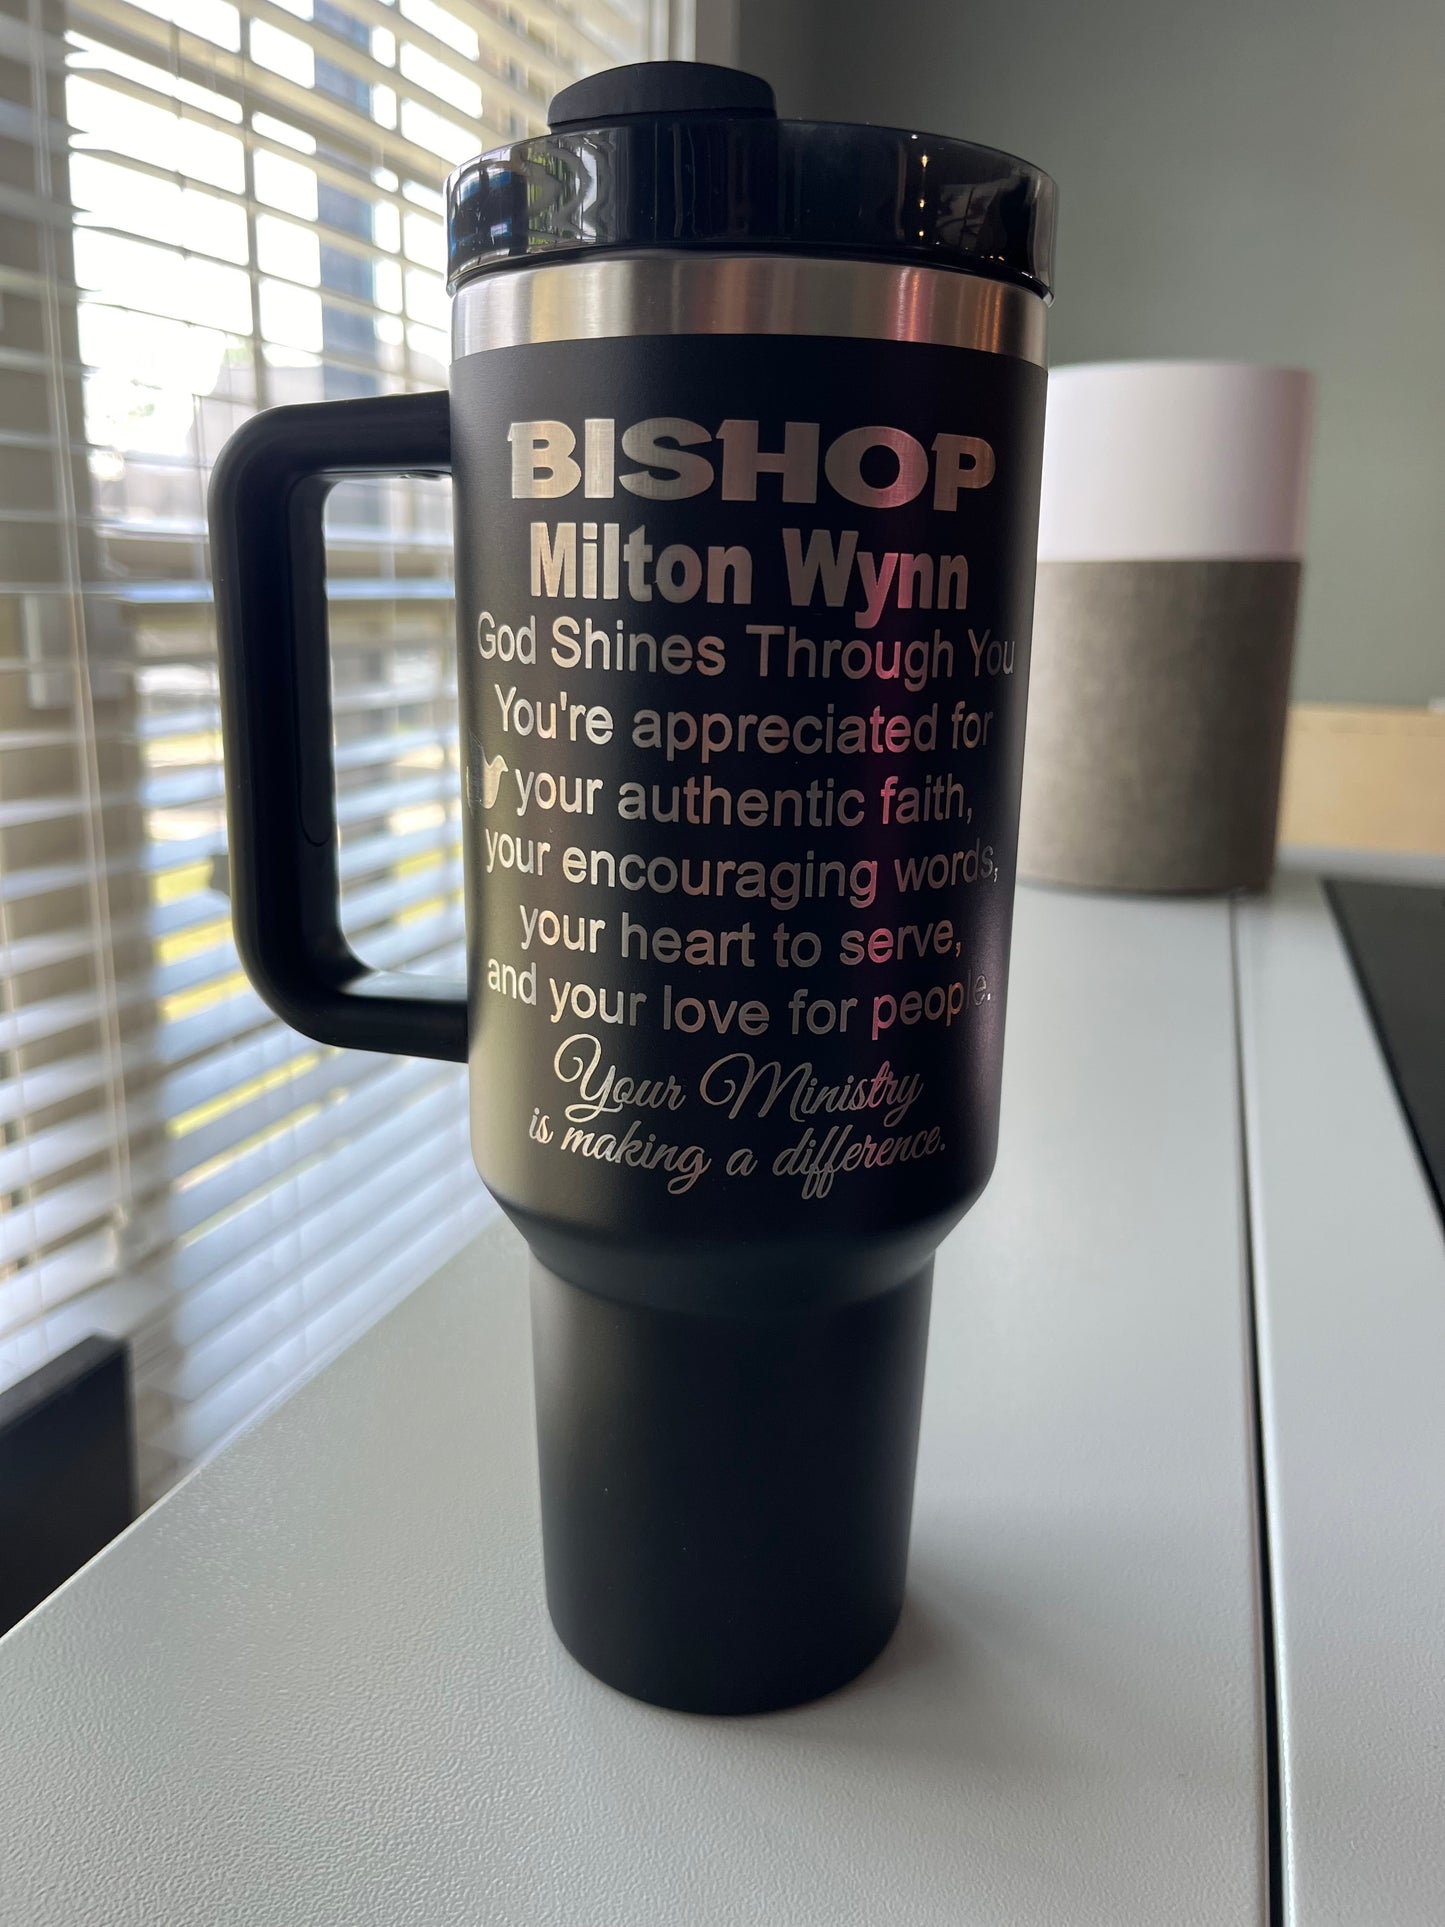 BISHOP
Milton Wynn
God Shines Through You
You're appreciated for
your authentic faith,
your encouraging words,
your heart to serve,
and your love for people.
Your Ministry
is making a difference.